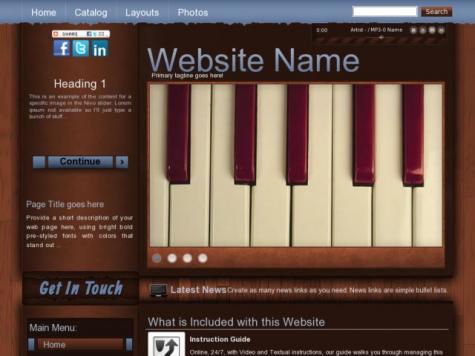 Home Catalog Layouts Photos Search
SHARE
0:00 Artist - / MP3-0 Name
Website Name
Primary tagline goes here!
Heading 1
This is an example of the content for a
specific image in the Nivo slider. Lorem
ipsum not available so I'll just type a
bunch of stuff...
Continue
Page Title goes here
Provide a short description of your
web page here, using bright bold
pre-styled fonts with colors that
stand out ...
Get In Touch
Latest News Create as many news links as you need. News links are simple bullet lists.
Main Menu:
Home
What is Included with this Website
Instruction Guide
Online, 24/7, with Video and Textual instructions, our guide walks you through managing this